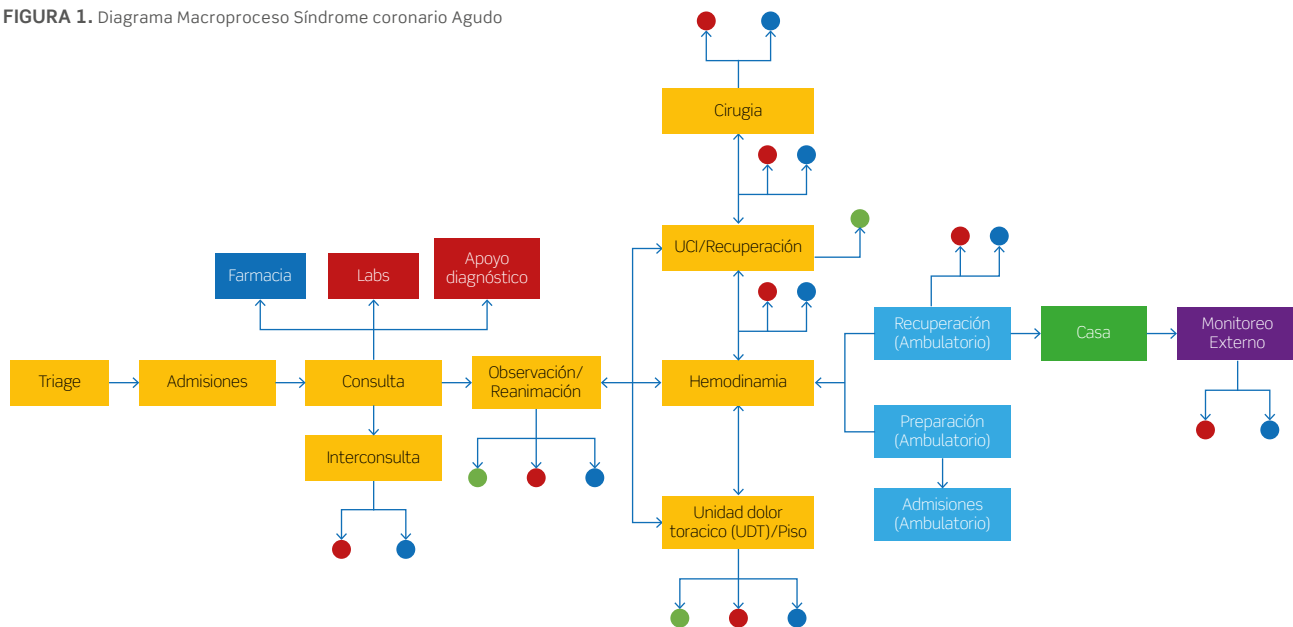 FIGURA 1. Diagrama Macroproceso Síndrome coronario Agudo
Cirugia
UCI/Recuperación
Farmacia
Labs
Apoyo
diagnóstico
Recuperación
(Ambulatorio)
Casa
Monitoreo
Externo
Triage
Admisiones
Consulta
Observación/
Reanimación
Hemodinamia
Preparación
(Ambulatorio)
Interconsulta
Admisiones
(Ambulatorio)
Unidad dolor
toracico (UDT)/Piso